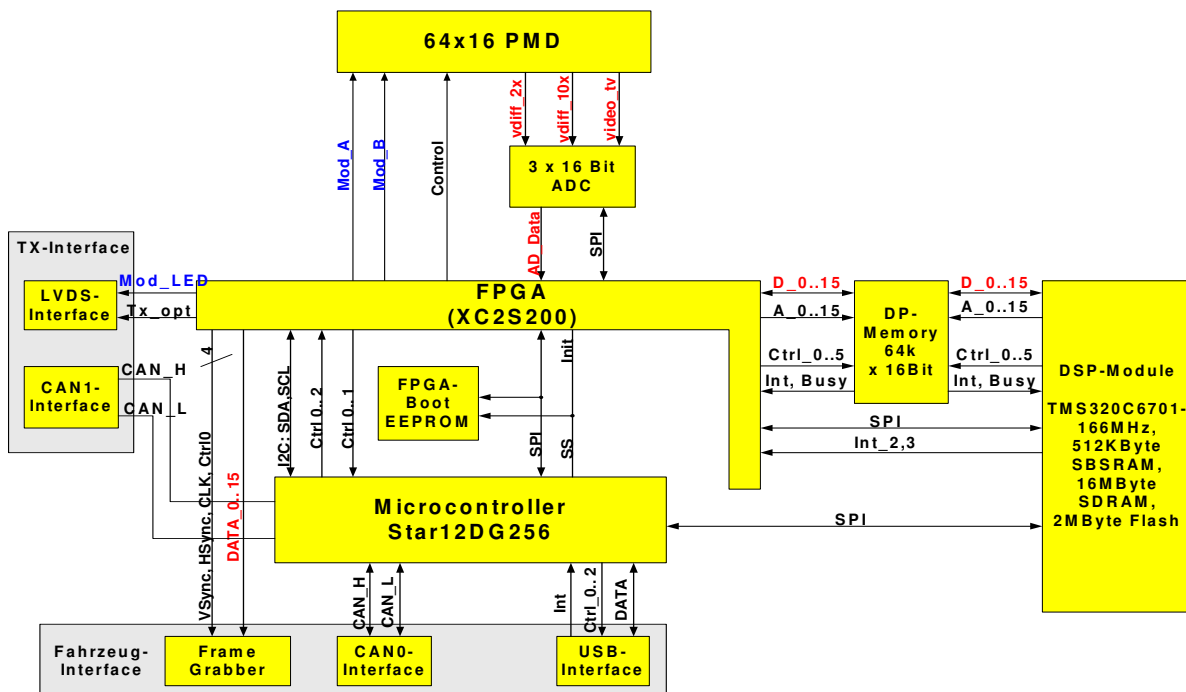 64x16 PMD
vdiff_2x
vdiff_10x
video_tv
Mod_A
Mod_B
Control
3 x 16 Bit
ADC
AD_Data
SPI
TX-Interface
LVDS-
Interface
Mod_LED
Tx_opt
FPGA
(XC2S200)
D_0..15
A_0..15
Ctrl_0..5
Int, Busy
DP-
Memory
64k
x 16Bit
D_0..15
A_0..15
Ctrl_0..5
Int, Busy
DSP-Module
TMS320C6701-
166MHz,
512KByte
SBSRAM,
16MByte
SDRAM,
2MByte Flash
SPI
Int_2,3
CAN1-
Interface
CAN_H
CAN_L
4
VSync, HSync, CLK, Ctrl0
DATA_0..15
I2C: SDA,SCL
Ctrl 0.. 2
Ctrl 0.. 1
FPGA-
Boot
EEPROM
SPI
Init
SS
Microcontroller
Star12DG256
SPI
CAN_H
CAN_L
Int
Ctrl_0.. 2
DATA
Fahrzeug-
Interface
Frame
Grabber
CAN0-
Interface
USB-
Interface